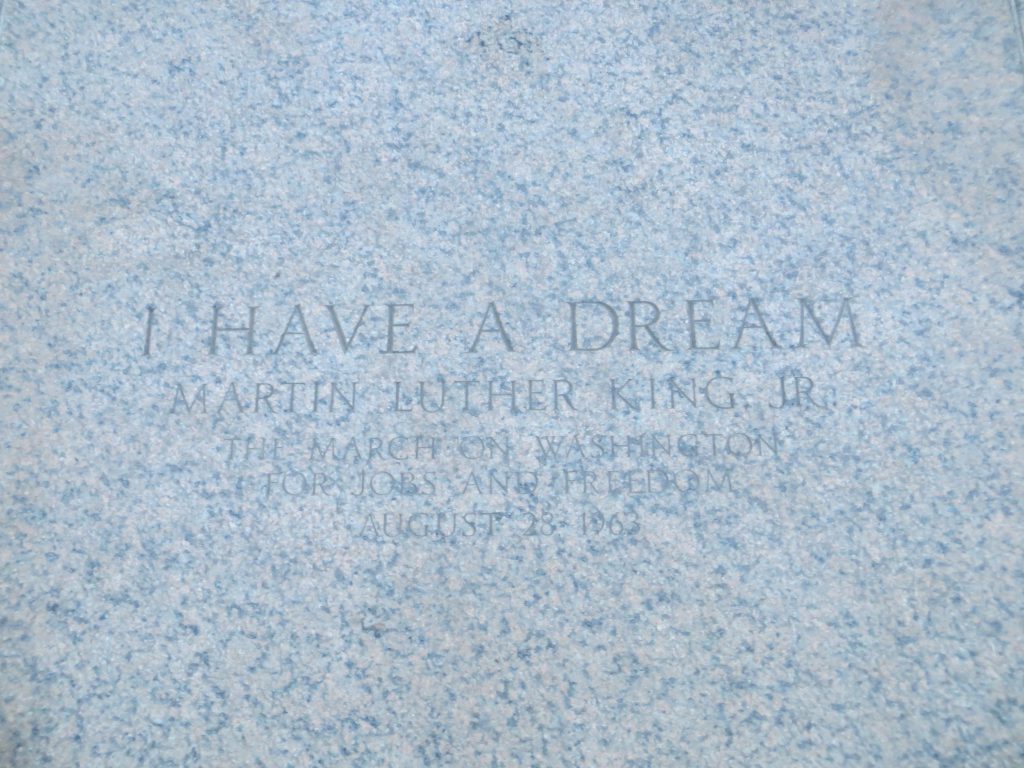 I HAVE A DREAM
MARTIN LUTHER KING, JR.
THE MARCH ON WASHINGTON
FOR JOBS AND FREEDOM
AUGUST 28 1963